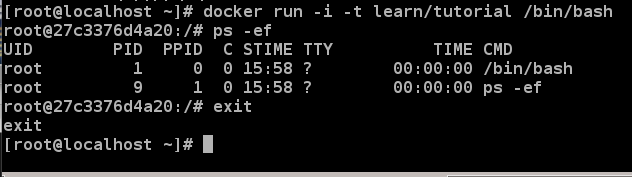 [root@localhost ~]# docker run -i -t learn/tutorial /bin/bash
root@27c3376d4a20:/# ps -ef
UID        PID  PPID  C STIME TTY          TIME CMD
root         1     0  0 15:58 ?        00:00:00 /bin/bash
root         9     1  0 15:58 ?        00:00:00 ps -ef
root@27c3376d4a20:/# exit
exit
[root@localhost ~]#